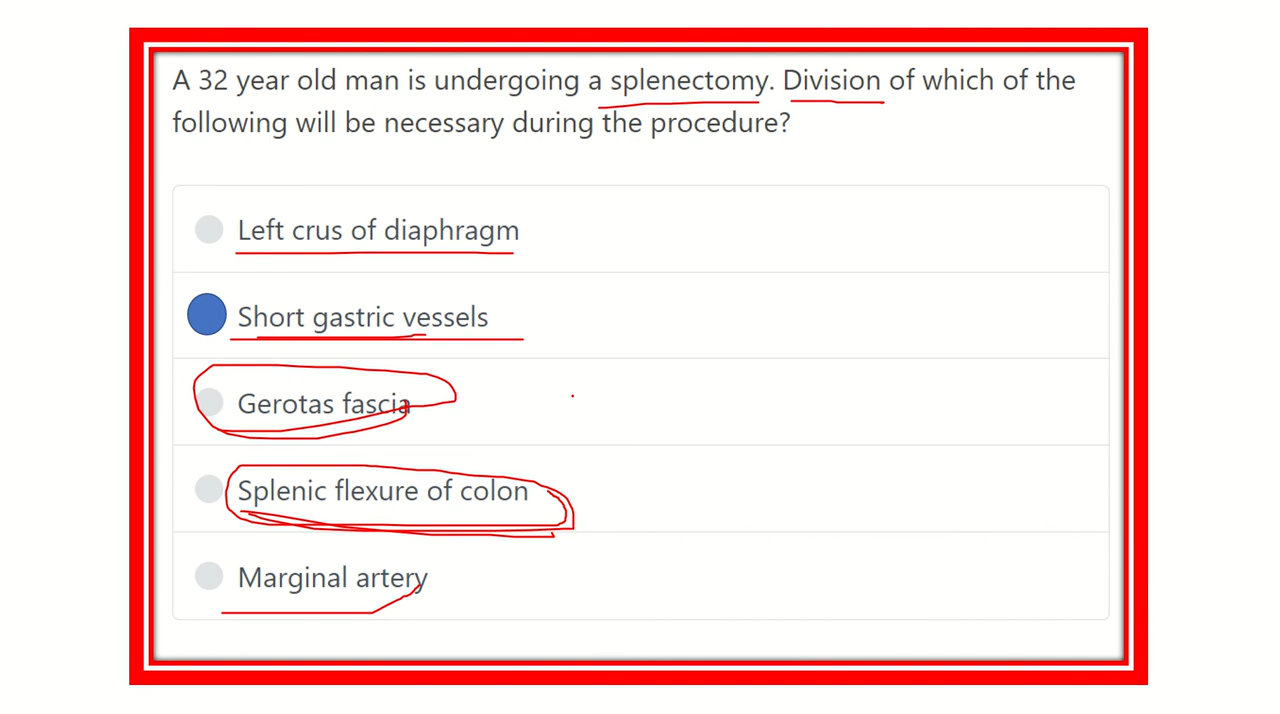 A 32 year old man is undergoing a splenectomy. Division of which of the
following will be necessary during the procedure?
Left crus of diaphragm
Short gastric vessels
Gerotas fascia
Splenic flexure of colon
Marginal artery